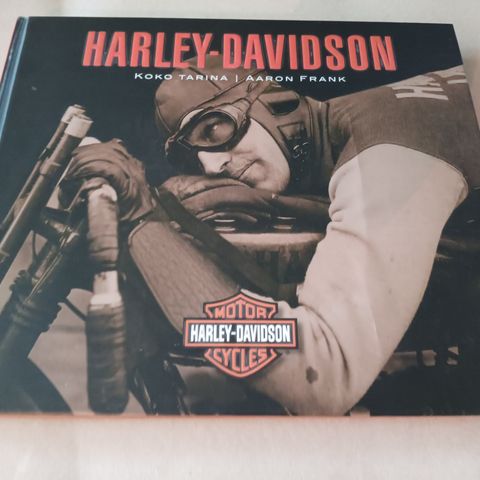 HARLEY-DAVIDSON
KOKO TARINA | AARON FRANK
MOTOR
HARLEY-DAVIDSON
CYCLES